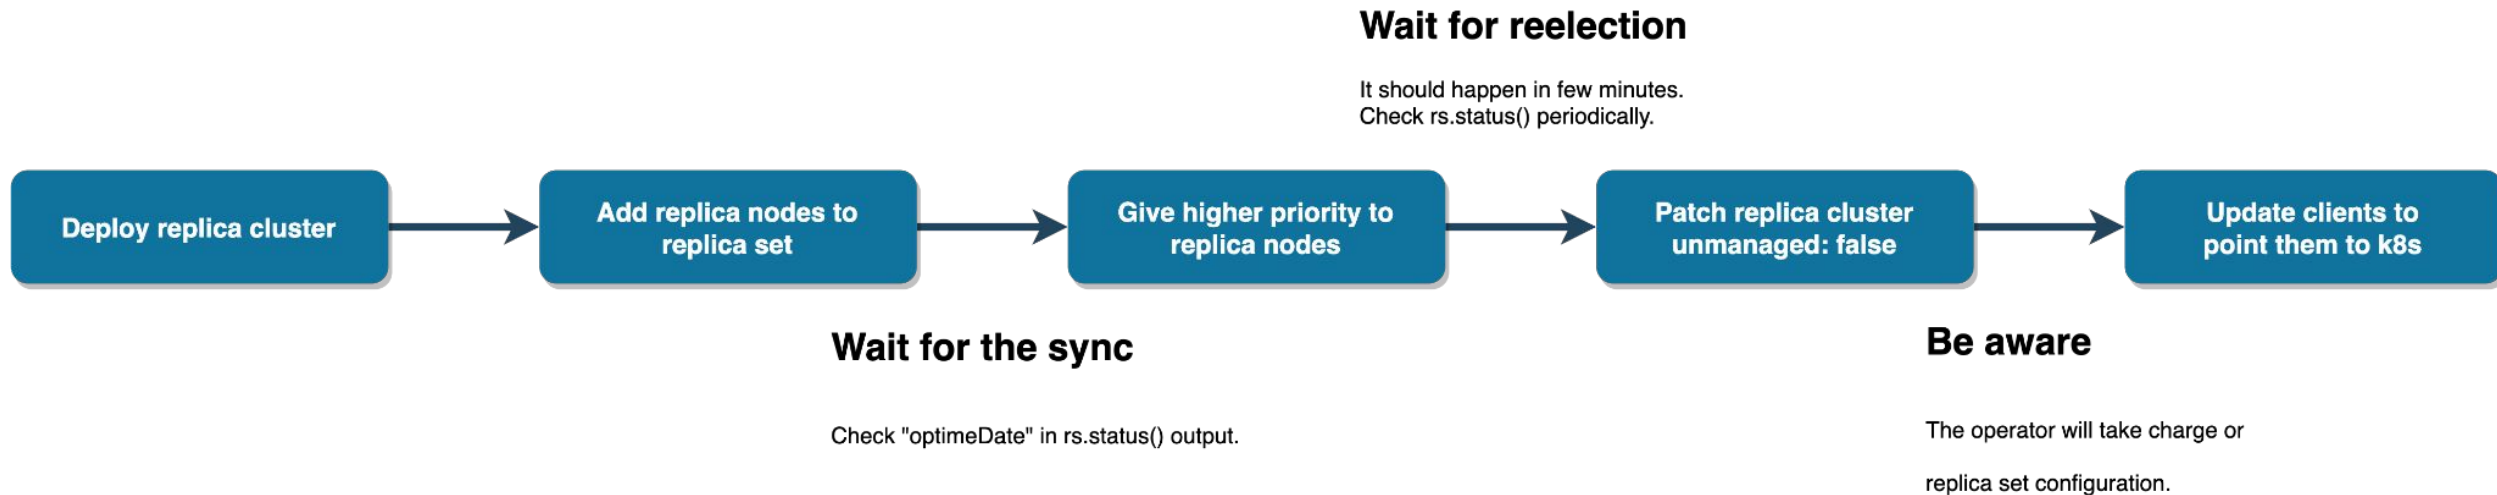 Wait for reelection
It should happen in few minutes.
Check rs.status() periodically.
Deploy replica cluster
Add replica nodes to
replica set
Give higher priority to
replica nodes
Patch replica cluster
unmanaged: false
Update clients to
point them to k8s
Wait for the sync
Check "optimeDate" in rs.status() output.
Be aware
The operator will take charge or
replica set configuration.